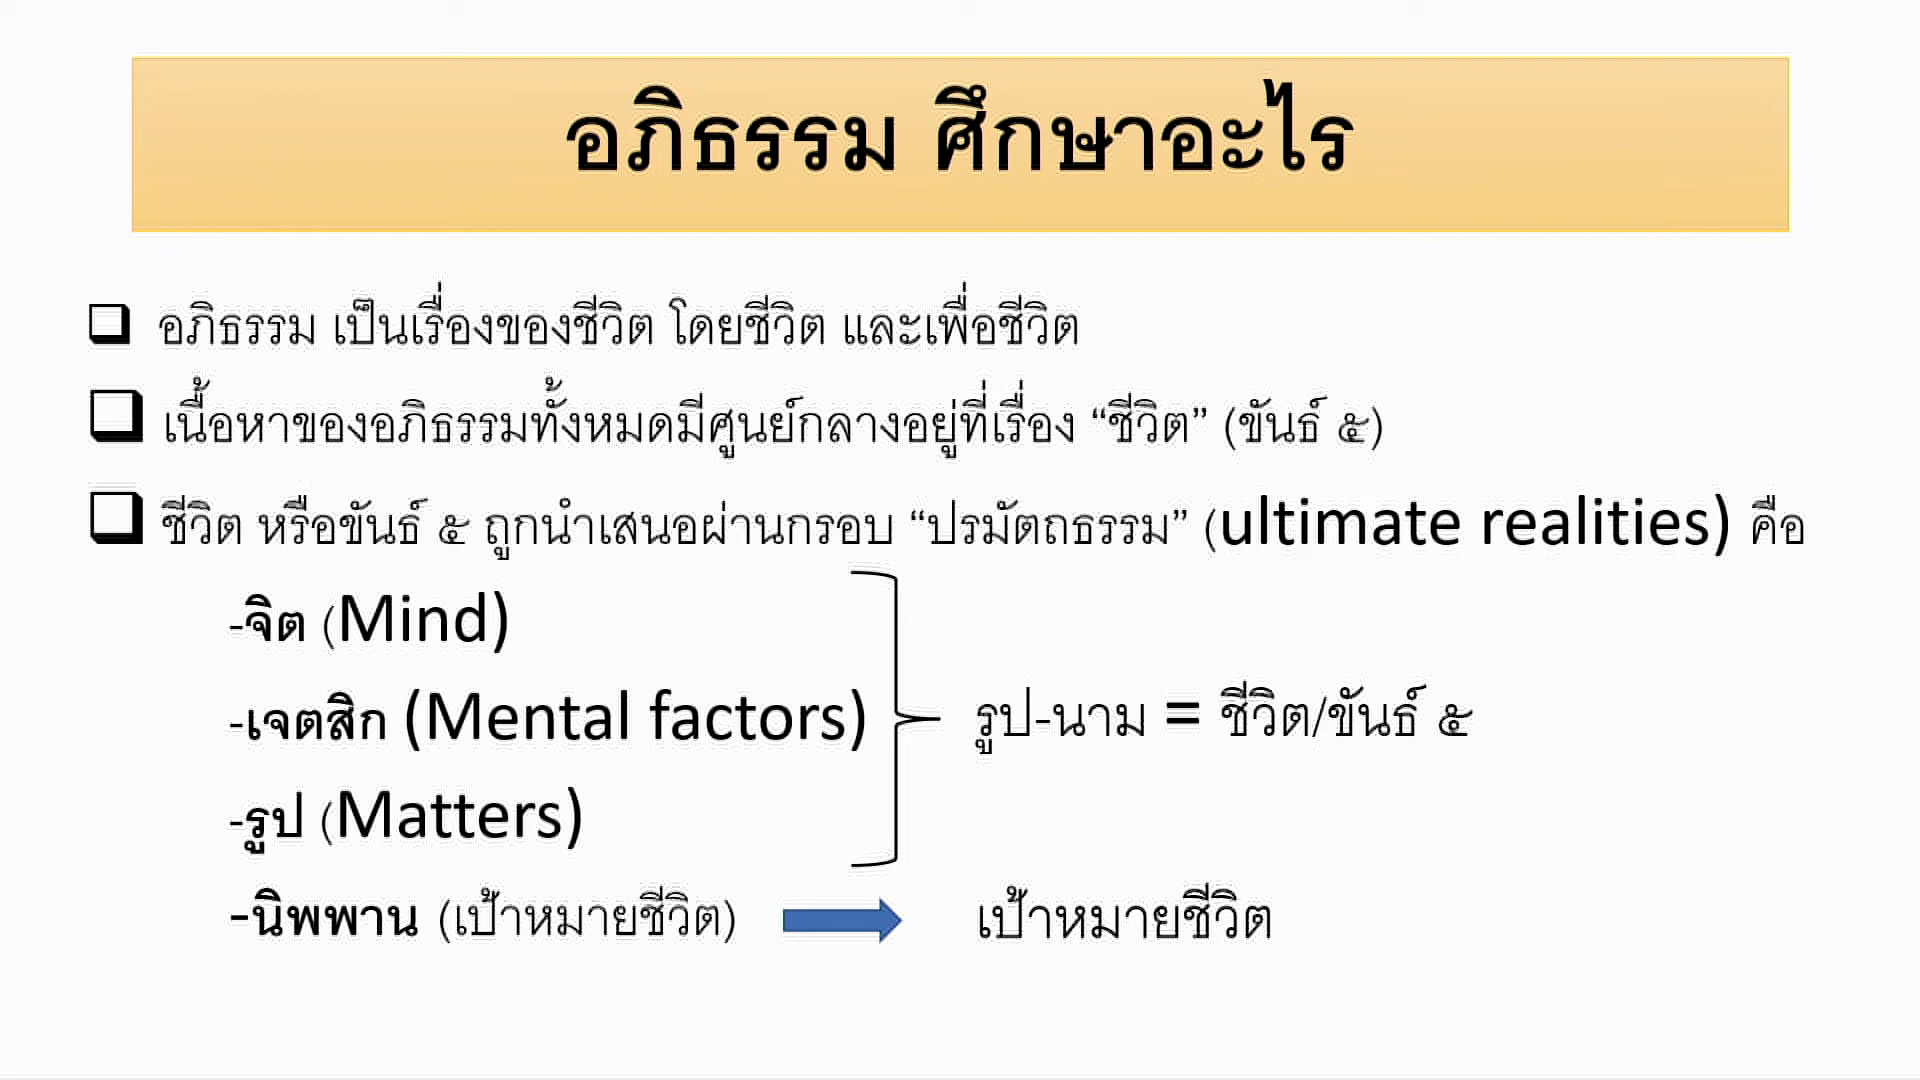 อภิธรรม ศึกษาอะไร
อภิธรรม เป็นเรื่องของชีวิต โดยชีวิต และเพื่อชีวิต
เนื้อหาของอภิธรรมทั้งหมดมีศูนย์กลางอยู่ที่เรื่อง “ชีวิต” (ขันธ์ ๕)
ชีวิต หรือขันธ์ ๕ ถูกนำเสนอผ่านกรอบ “ปรมัตถธรรม” (ultimate realities) คือ
-จิต (Mind)
-เจตสิก (Mental factors)
รูป-นาม = ชีวิต/ขันธ์ ๕
-รูป (Matters)
-นิพพาน (เป้าหมายชีวิต)
เป้าหมายชีวิต